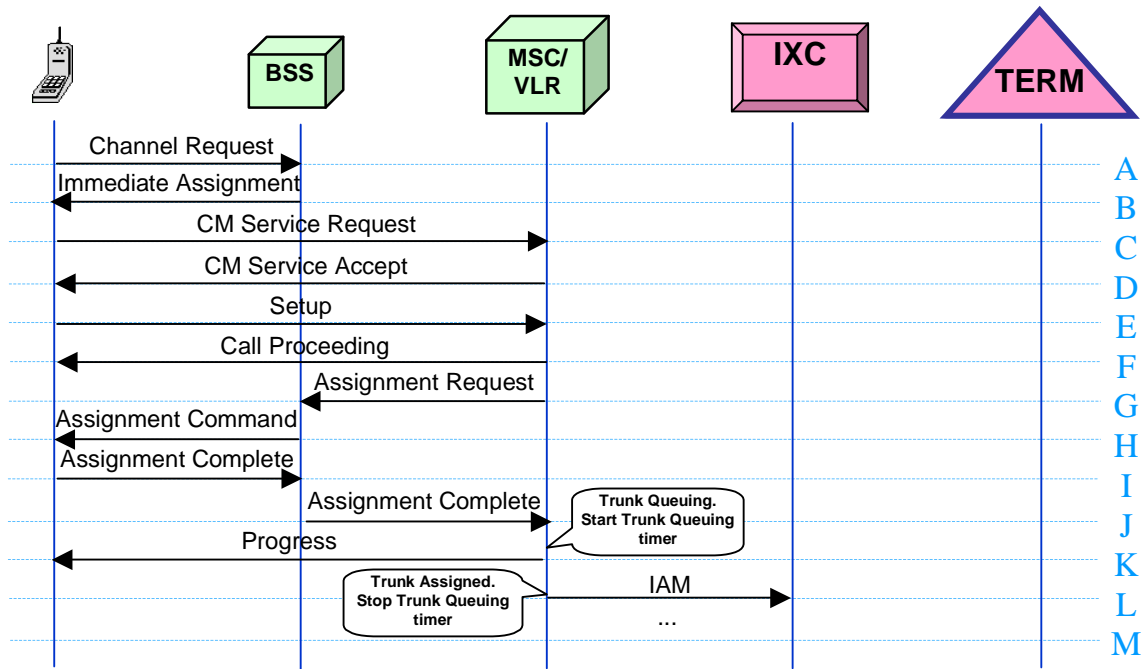 BSS
MSC/
VLR
IXC
TERM
Channel Request
A
Immediate Assignment
B
CM Service Request
C
CM Service Accept
D
Setup
E
Call Proceeding
F
Assignment Request
G
Assignment Command
H
Assignment Complete
I
Assignment Complete
Trunk Queuing.
Start Trunk Queuing
timer
J
Progress
K
Trunk Assigned.
Stop Trunk Queuing
timer
IAM
L
...
M